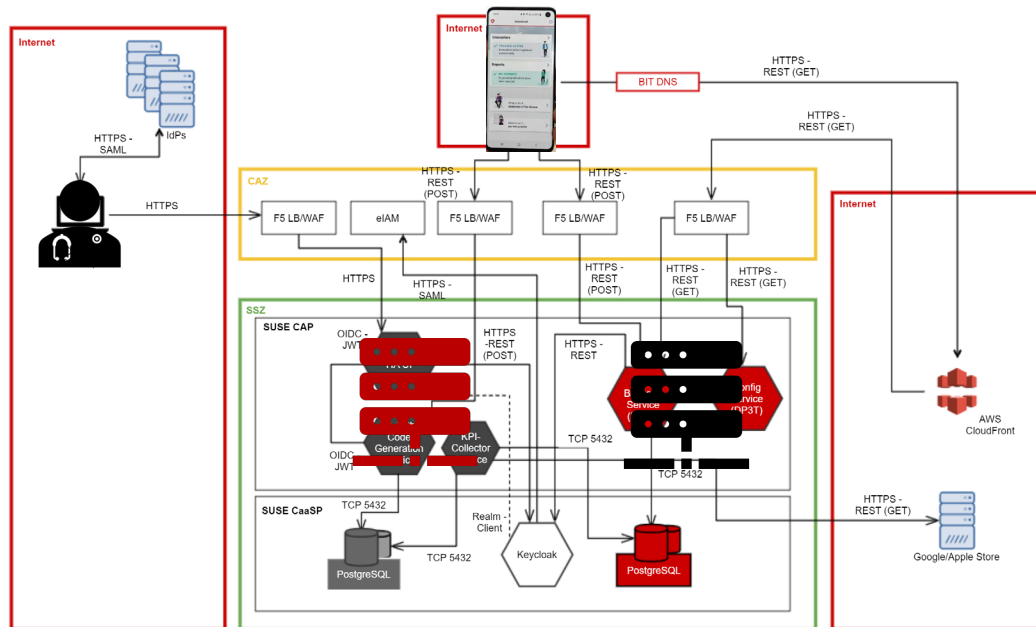 Internet
IdPs
HTTPS -
SAML
HTTPS
Internet
HTTPS -
REST
(POST)
HTTPS -
REST
(POST)
BIT DNS
HTTPS -
REST (GET)
HTTPS -
REST (GET)
CAZ
F5 LB/WAF
eIAM
F5 LB/WAF
F5 LB/WAF
F5 LB/WAF
Internet
HTTPS
HTTPS
- SAML
HTTPS -
REST
(POST)
HTTPS -
REST
(GET)
HTTPS
- REST (GET)
SSZ
SUSE CAP
OIDC -
JWT
HTTPS
-REST
(POST)
HTTPS
- REST
Service
(DP3T)
Code
Generation
KPI-
Collector
OIDC
JWT
TCP 5432
TCP 5432
AWS
CloudFront
SUSE CaaSP
TCP 5432
Realm -
Client
TCP 5432
Keycloak
PostgreSQL
PostgreSQL
HTTPS -
REST (GET)
Google/Apple Store